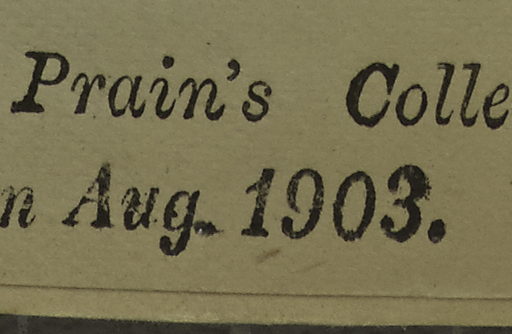 Prain's Colle
n Aug. 1903.